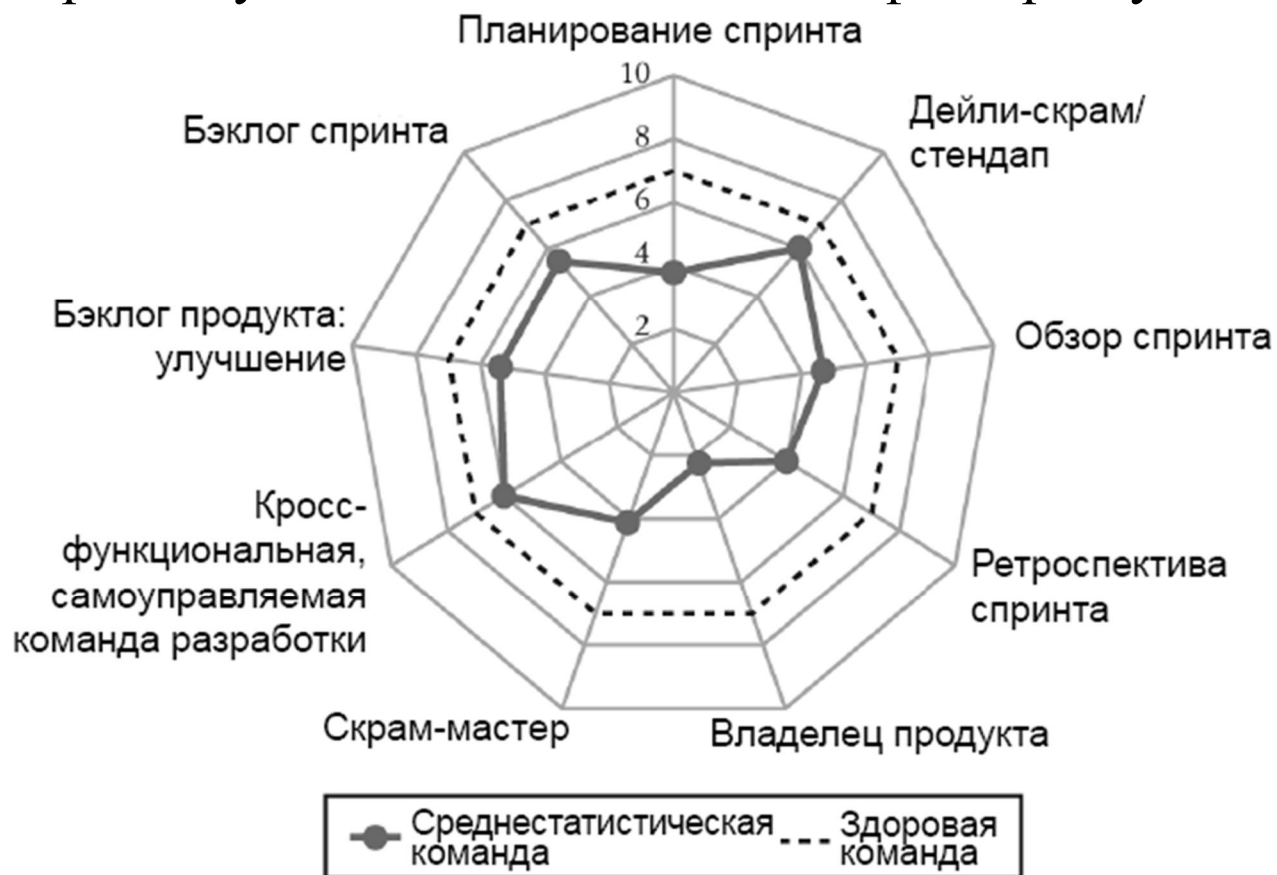 Планирование спринта
10
Дейли-скрам/
стендап
Бэклог спринта
8
6
4
2
Обзор спринта
Бэклог продукта:
улучшение
Кросс-
функциональная,
самоуправляемая
команда разработки
Ретроспектива
спринта
Скрам-мастер
Владелец продукта
Среднестатистическая
команда
Здоровая
команда